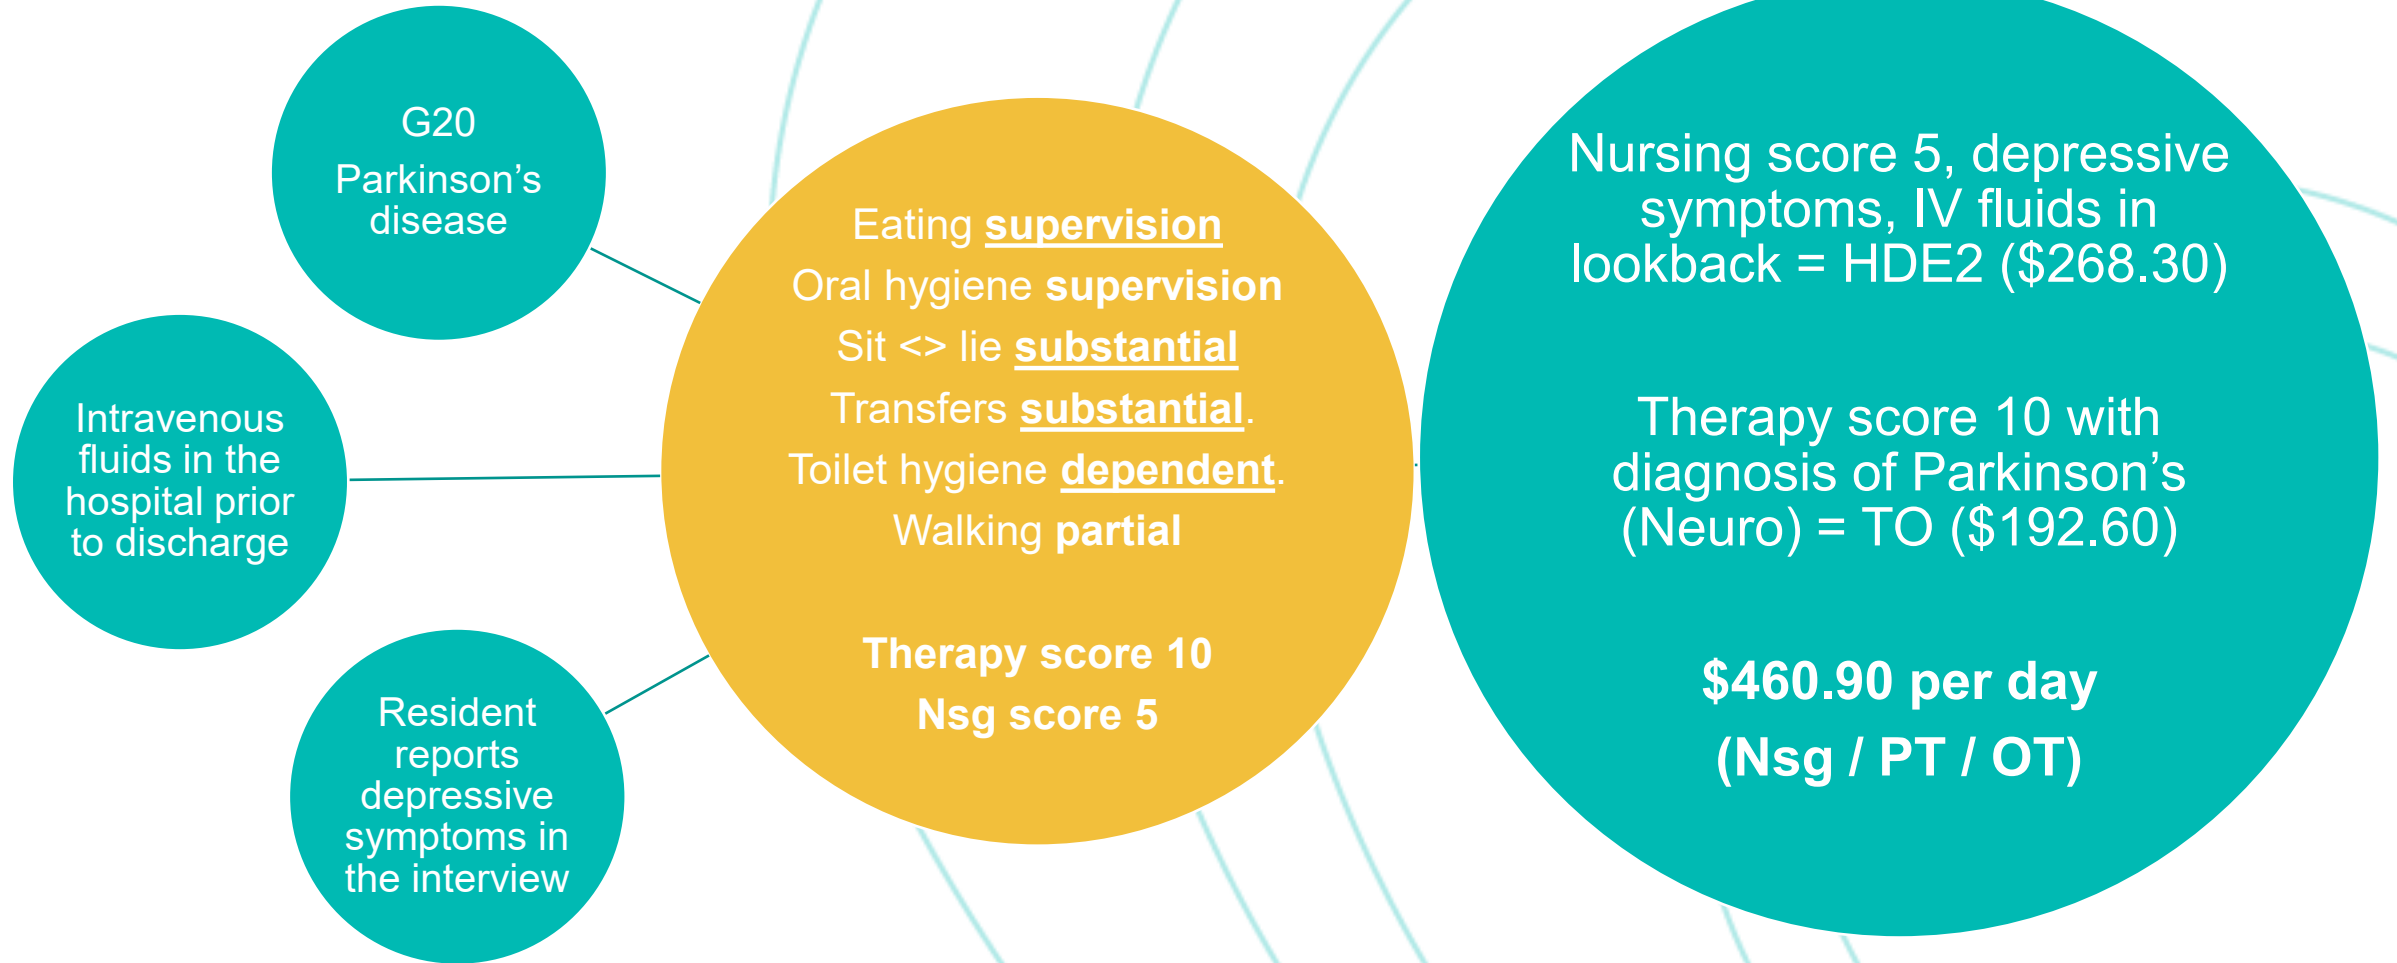 G20
Parkinson’s
disease
Intravenous
fluids in the
hospital prior
to discharge
Resident
reports
depressive
symptoms in
the interview
Eating supervision
Oral hygiene supervision
Sit <> lie substantial
Transfers substantial.
Toilet hygiene dependent.
Walking partial
Therapy score 10
Nsg score 5
Nursing score 5, depressive
symptoms, IV fluids in
lookback = HDE2 ($268.30)
Therapy score 10 with
diagnosis of Parkinson’s
(Neuro) = TO ($192.60)
$460.90 per day
(Nsg / PT / OT)